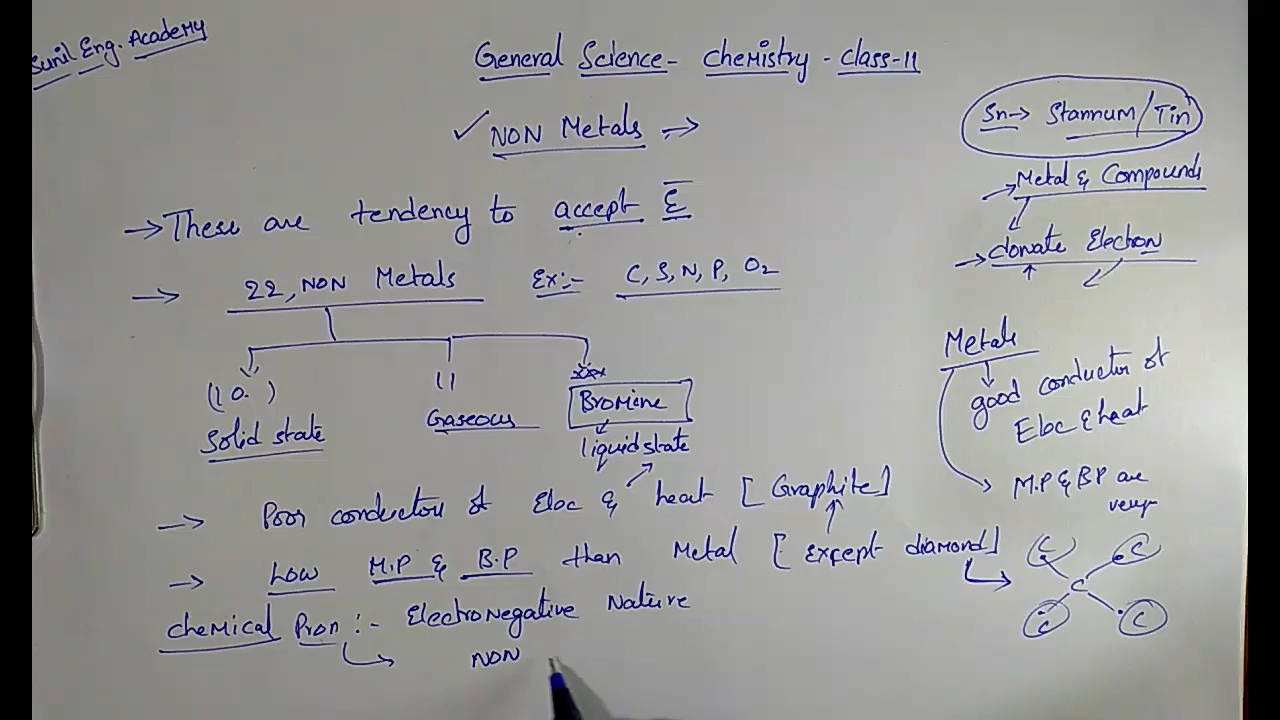 Sunil Eng. Academy
General Science - Chemistry - Class-11
✓ NON Metals →
→ These are tendency to accept Ē
→ 22, NON Metals Ex:- C, S, N, P, O2
(10. )
Solid state
11
Gaseous
Bromine
liquid state
→ Poor conductor of Elec & heat [Graphite]
→ Low M.P & B.P than Metal [Except diamond]
Chemical Pron :- Electronegative Nature
NON
Sn→ Stannum/Tin
→ Metal & Compounds
→ donate Electron
Metals
good conductor of
Elec & heat
M.P & B.P are
very
C C
C
C C